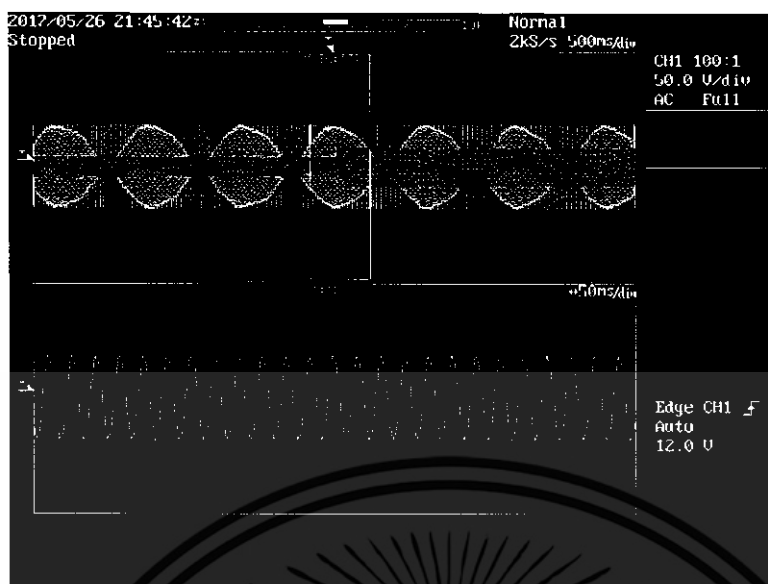 2017/05/26 21:45:42
Normal
Stopped
2kS/s 500ms/div
CH1 100:1
50.0 V/div
AC Full
50ms/div
Edge CH1
Auto
12.0 V